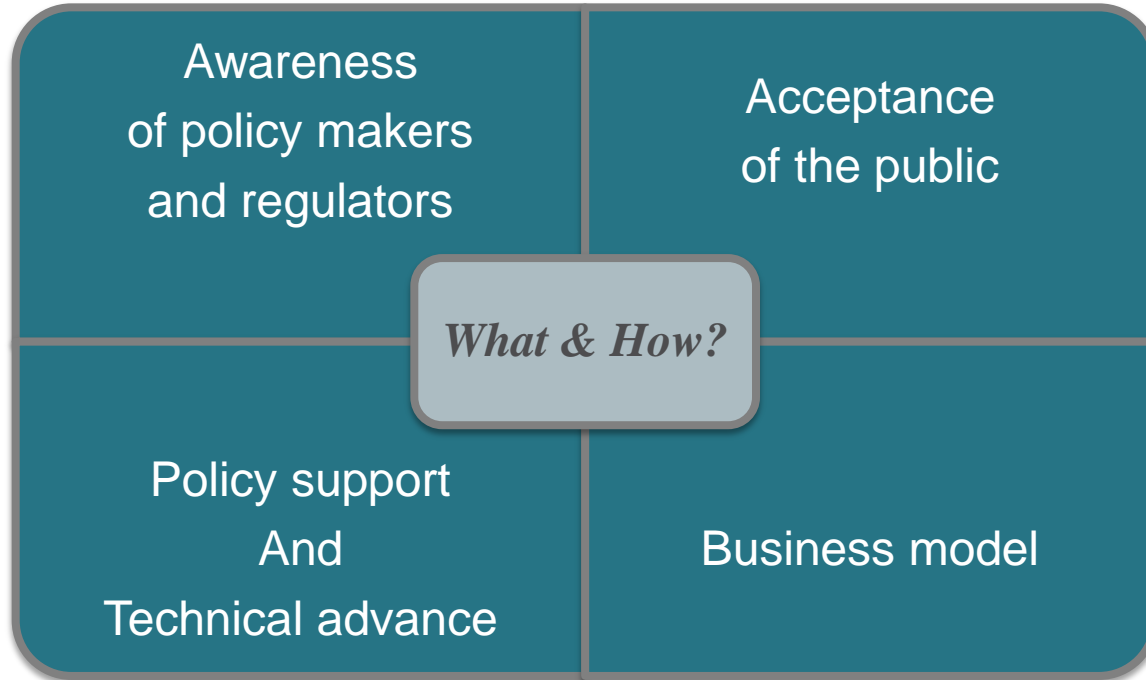 Awareness
of policy makers
and regulators
Acceptance
of the public
What & How?
Policy support
And
Technical advance
Business model